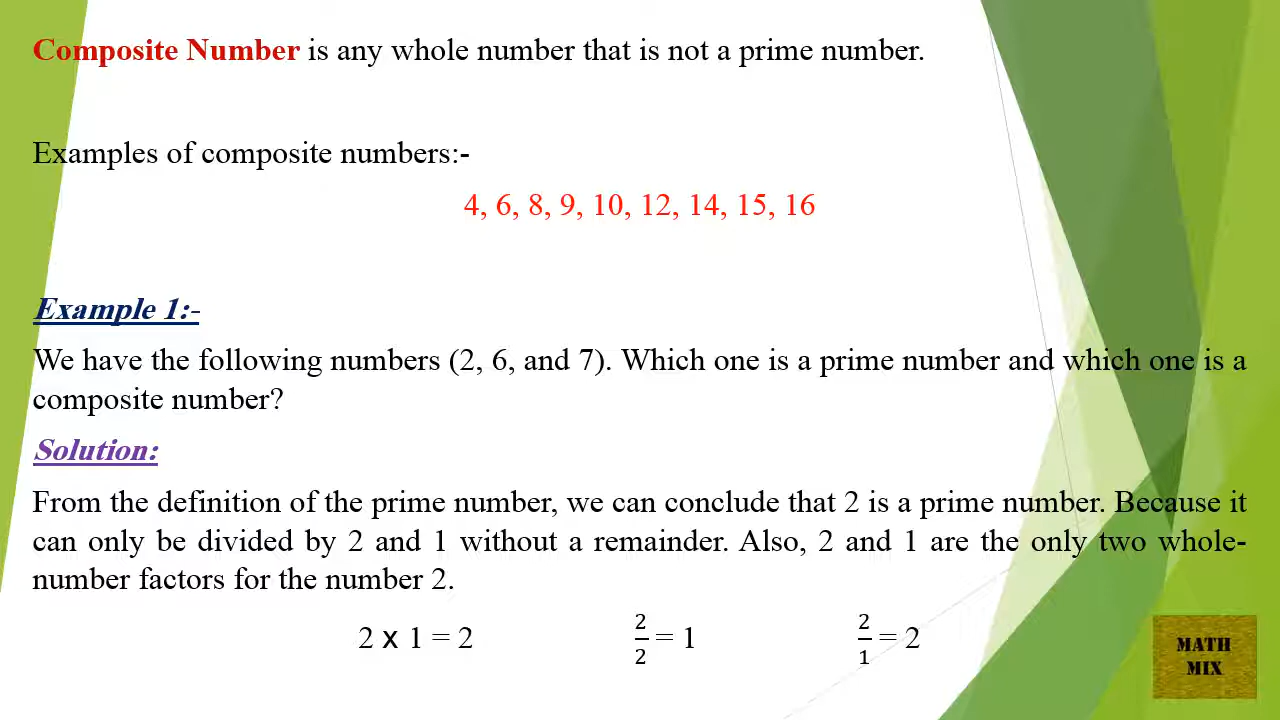 Composite Number is any whole number that is not a prime number.
Examples of composite numbers:-
4, 6, 8, 9, 10, 12, 14, 15, 16
Example 1:-
We have the following numbers (2, 6, and 7). Which one is a prime number and which one is a
composite number?
Solution:
From the definition of the prime number, we can conclude that 2 is a prime number. Because it
can only be divided by 2 and 1 without a remainder. Also, 2 and 1 are the only two whole-
number factors for the number 2.
2 x 1 = 2 2/2 = 1 2/1 = 2
MATH
MIX